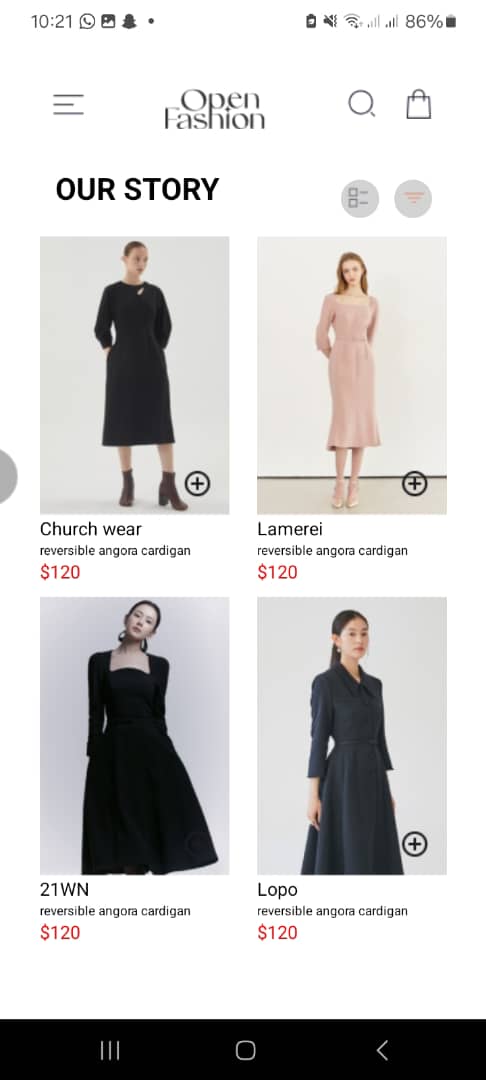 10:21
86%
Open
Fashion
OUR STORY
Church wear
reversible angora cardigan
$120
Lamerei
reversible angora cardigan
$120
21WN
reversible angora cardigan
$120
Lopo
reversible angora cardigan
$120